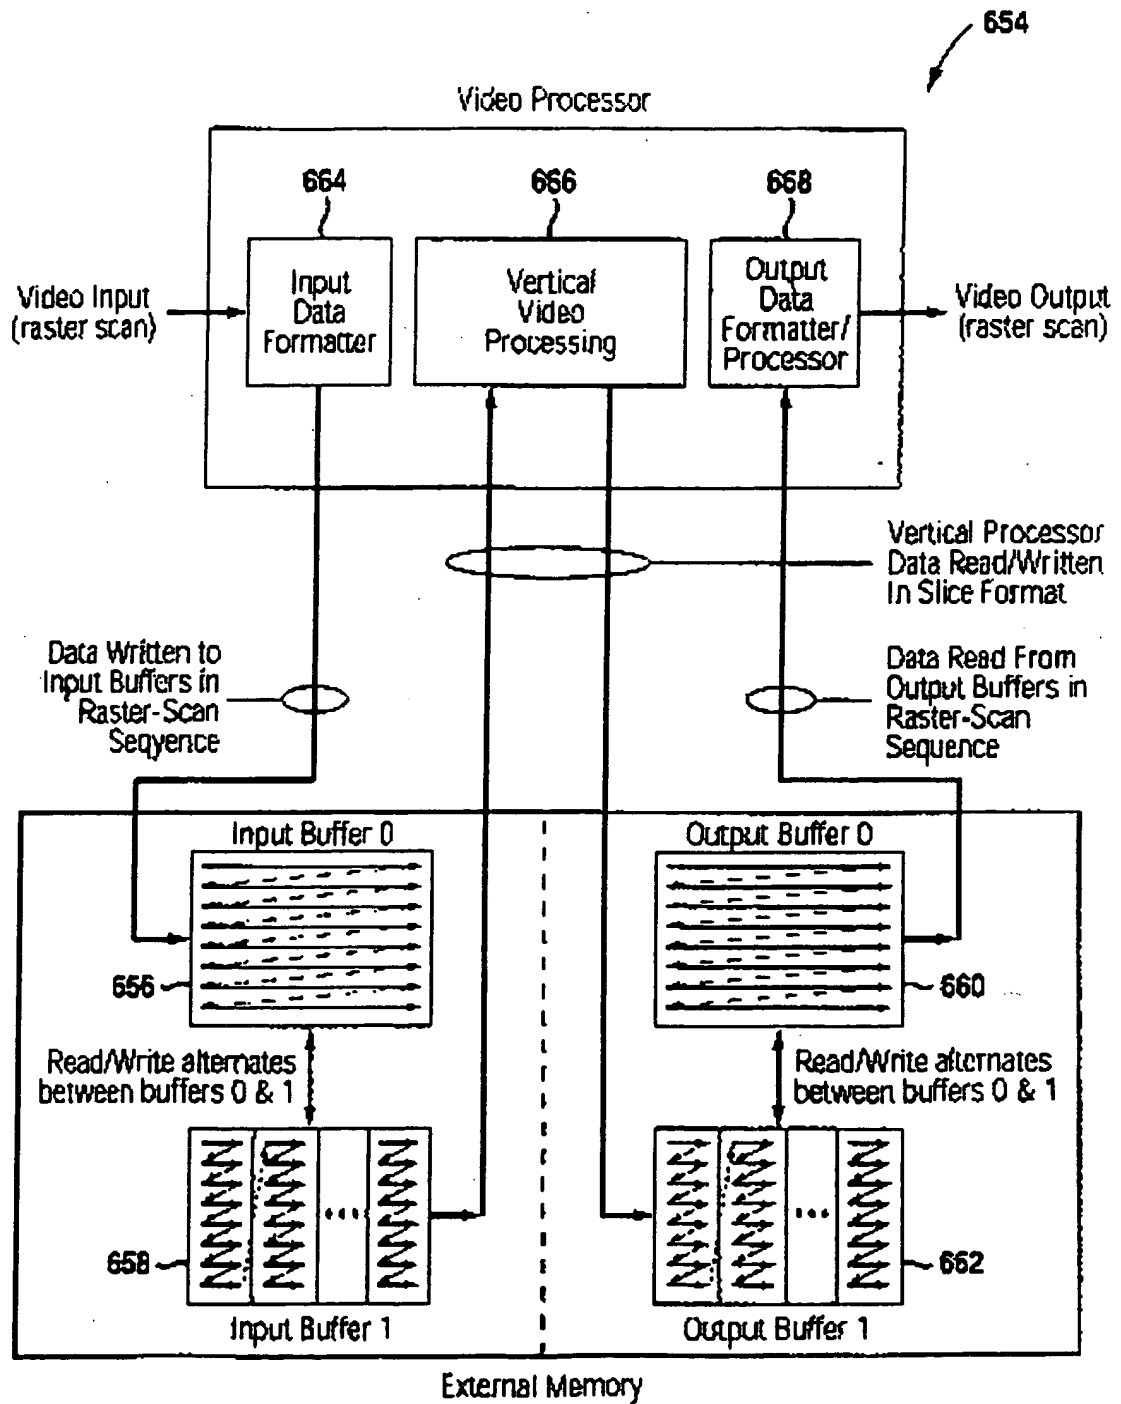 654
Video Processor
664
666
668
Input
Data
Formatter
Vertical
Video
Processing
Output
Data
Formatter/
Processor
Video Input
(raster scan)
Video Output
(raster scan)
Vertical Processor
Data Read/Written
In Slice Format
Data Written to
Input Buffers in
Raster-Scan
Seqyence
Data Read From
Output Buffers in
Raster-Scan
Sequence
Input Buffer 0
Output Buffer 0
656
660
Read/Write alternates
between buffers 0 & 1
Read/Write alternates
between buffers 0 & 1
658
662
Input Buffer 1
Output Buffer 1
External Memory